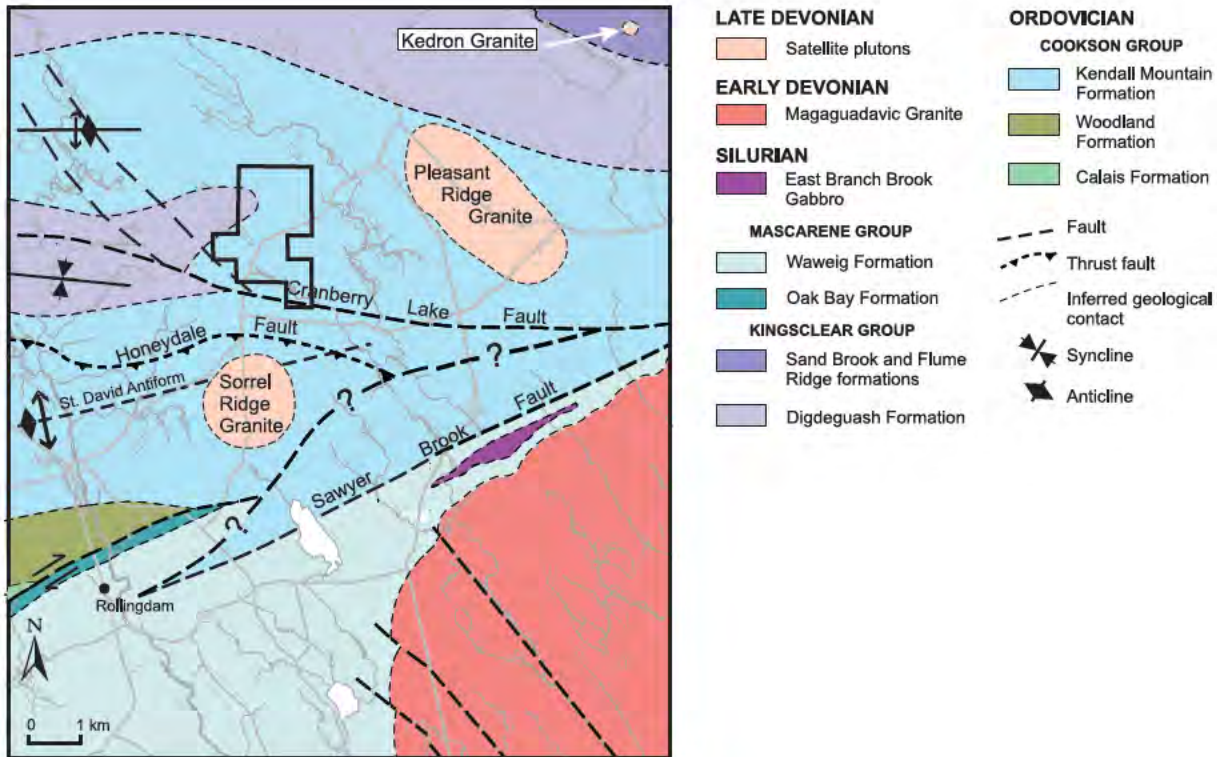 Kedron Granite
Pleasant
Ridge
Granite
Cranberry
Lake
Fault
Honeydale
Fault
St. David Antiform
Sorrel
Ridge
Granite
?
?
?
Sawyer
Brook
Fault
Rollingdam
N
0
1 km
LATE DEVONIAN
Satellite plutons
EARLY DEVONIAN
Magaguadavic Granite
SILURIAN
East Branch Brook
Gabbro
MASCARENE GROUP
Waweig Formation
Oak Bay Formation
KINGSCLEAR GROUP
Sand Brook and Flume
Ridge formations
Digdeguash Formation
ORDOVICIAN
COOKSON GROUP
Kendall Mountain
Formation
Woodland
Formation
Calais Formation
Fault
Thrust fault
Inferred geological
contact
Syncline
Anticline